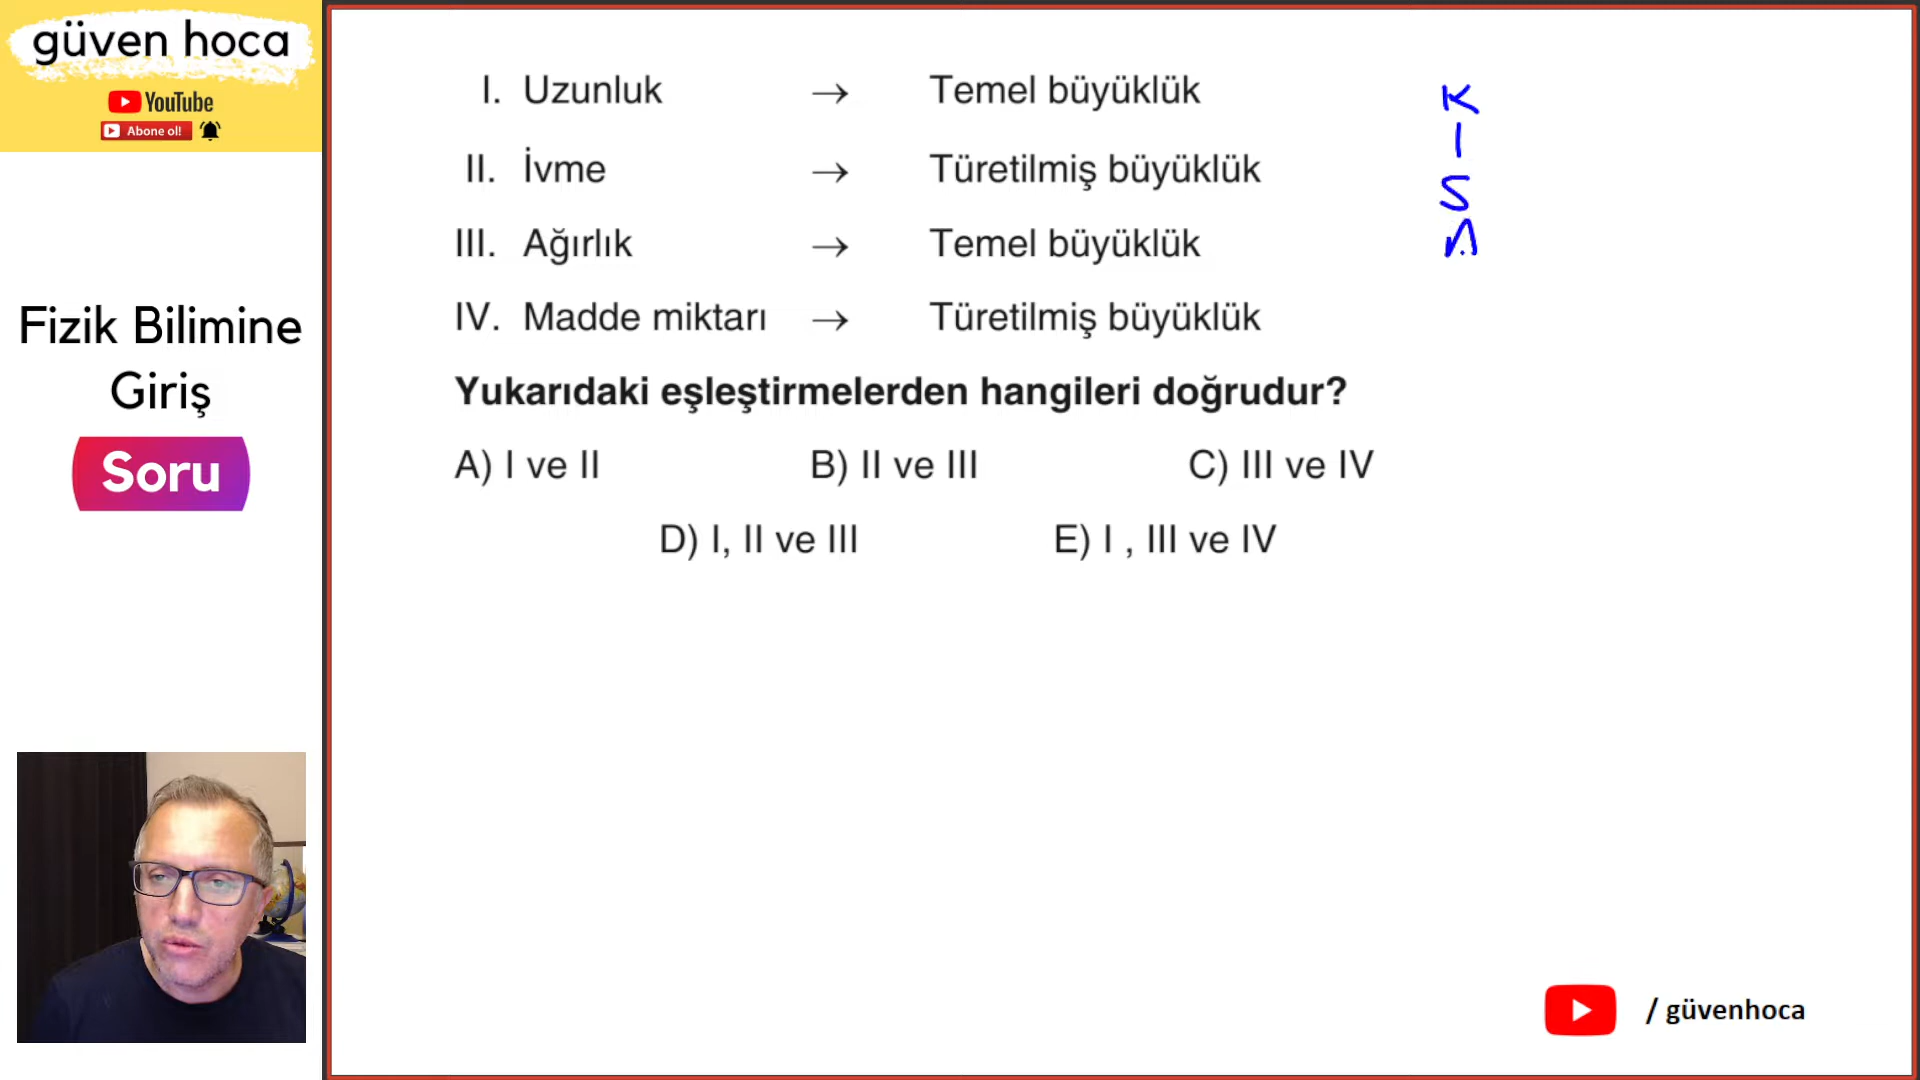 güven hoca
YouTube
Abone ol!
Fizik Bilimine
Giriş
Soru
I. Uzunluk → Temel büyüklük
II. İvme → Türetilmiş büyüklük
III. Ağırlık → Temel büyüklük
IV. Madde miktarı → Türetilmiş büyüklük
Yukarıdaki eşleştirmelerden hangileri doğrudur?
A) I ve II B) II ve III C) III ve IV
D) I, II ve III E) I , III ve IV
K
I
S
A
/ güvenhoca